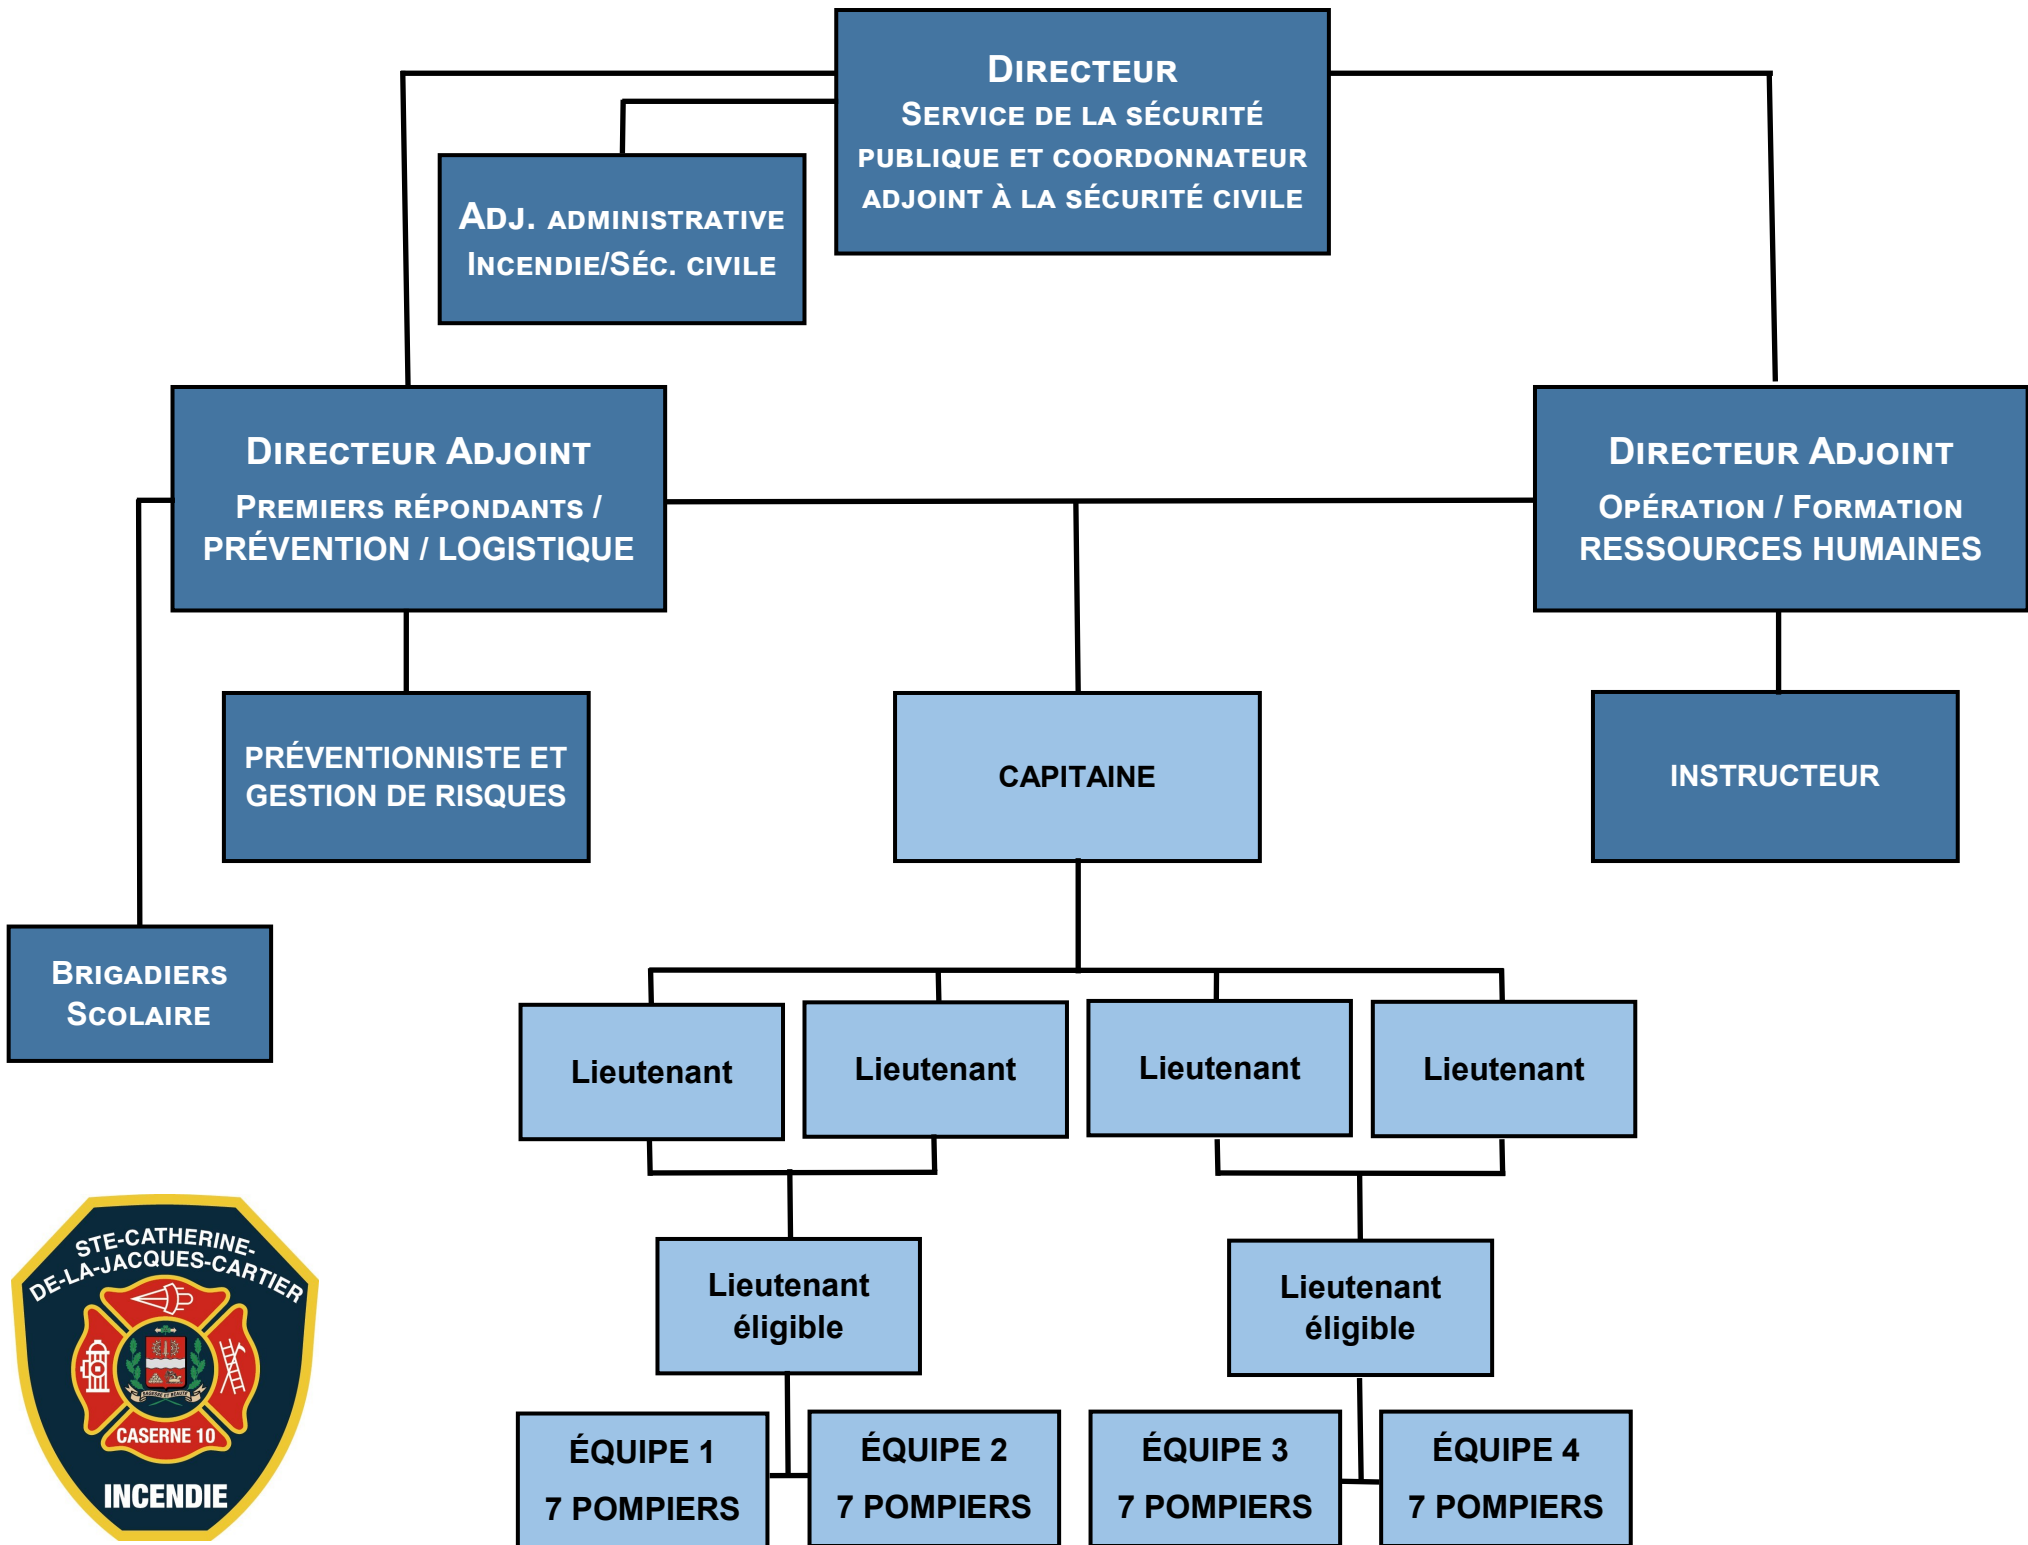 DIRECTEUR
SERVICE DE LA SÉCURITÉ
PUBLIQUE ET COORDONNATEUR
ADJOINT À LA SÉCURITÉ CIVILE
ADJ. ADMINISTRATIVE
INCENDIE/SÉC. CIVILE
DIRECTEUR ADJOINT
PREMIERS RÉPONDANTS /
PRÉVENTION / LOGISTIQUE
DIRECTEUR ADJOINT
OPÉRATION / FORMATION
RESSOURCES HUMAINES
PRÉVENTIONNISTE ET
GESTION DE RISQUES
CAPITAINE
INSTRUCTEUR
BRIGADIERS
SCOLAIRE
Lieutenant
Lieutenant
Lieutenant
Lieutenant
Lieutenant
éligible
Lieutenant
éligible
ÉQUIPE 1
7 POMPIERS
ÉQUIPE 2
7 POMPIERS
ÉQUIPE 3
7 POMPIERS
ÉQUIPE 4
7 POMPIERS
STE-CATHERINE-
DE-LA-JACQUES-CARTIER
CASERNE 10
INCENDIE